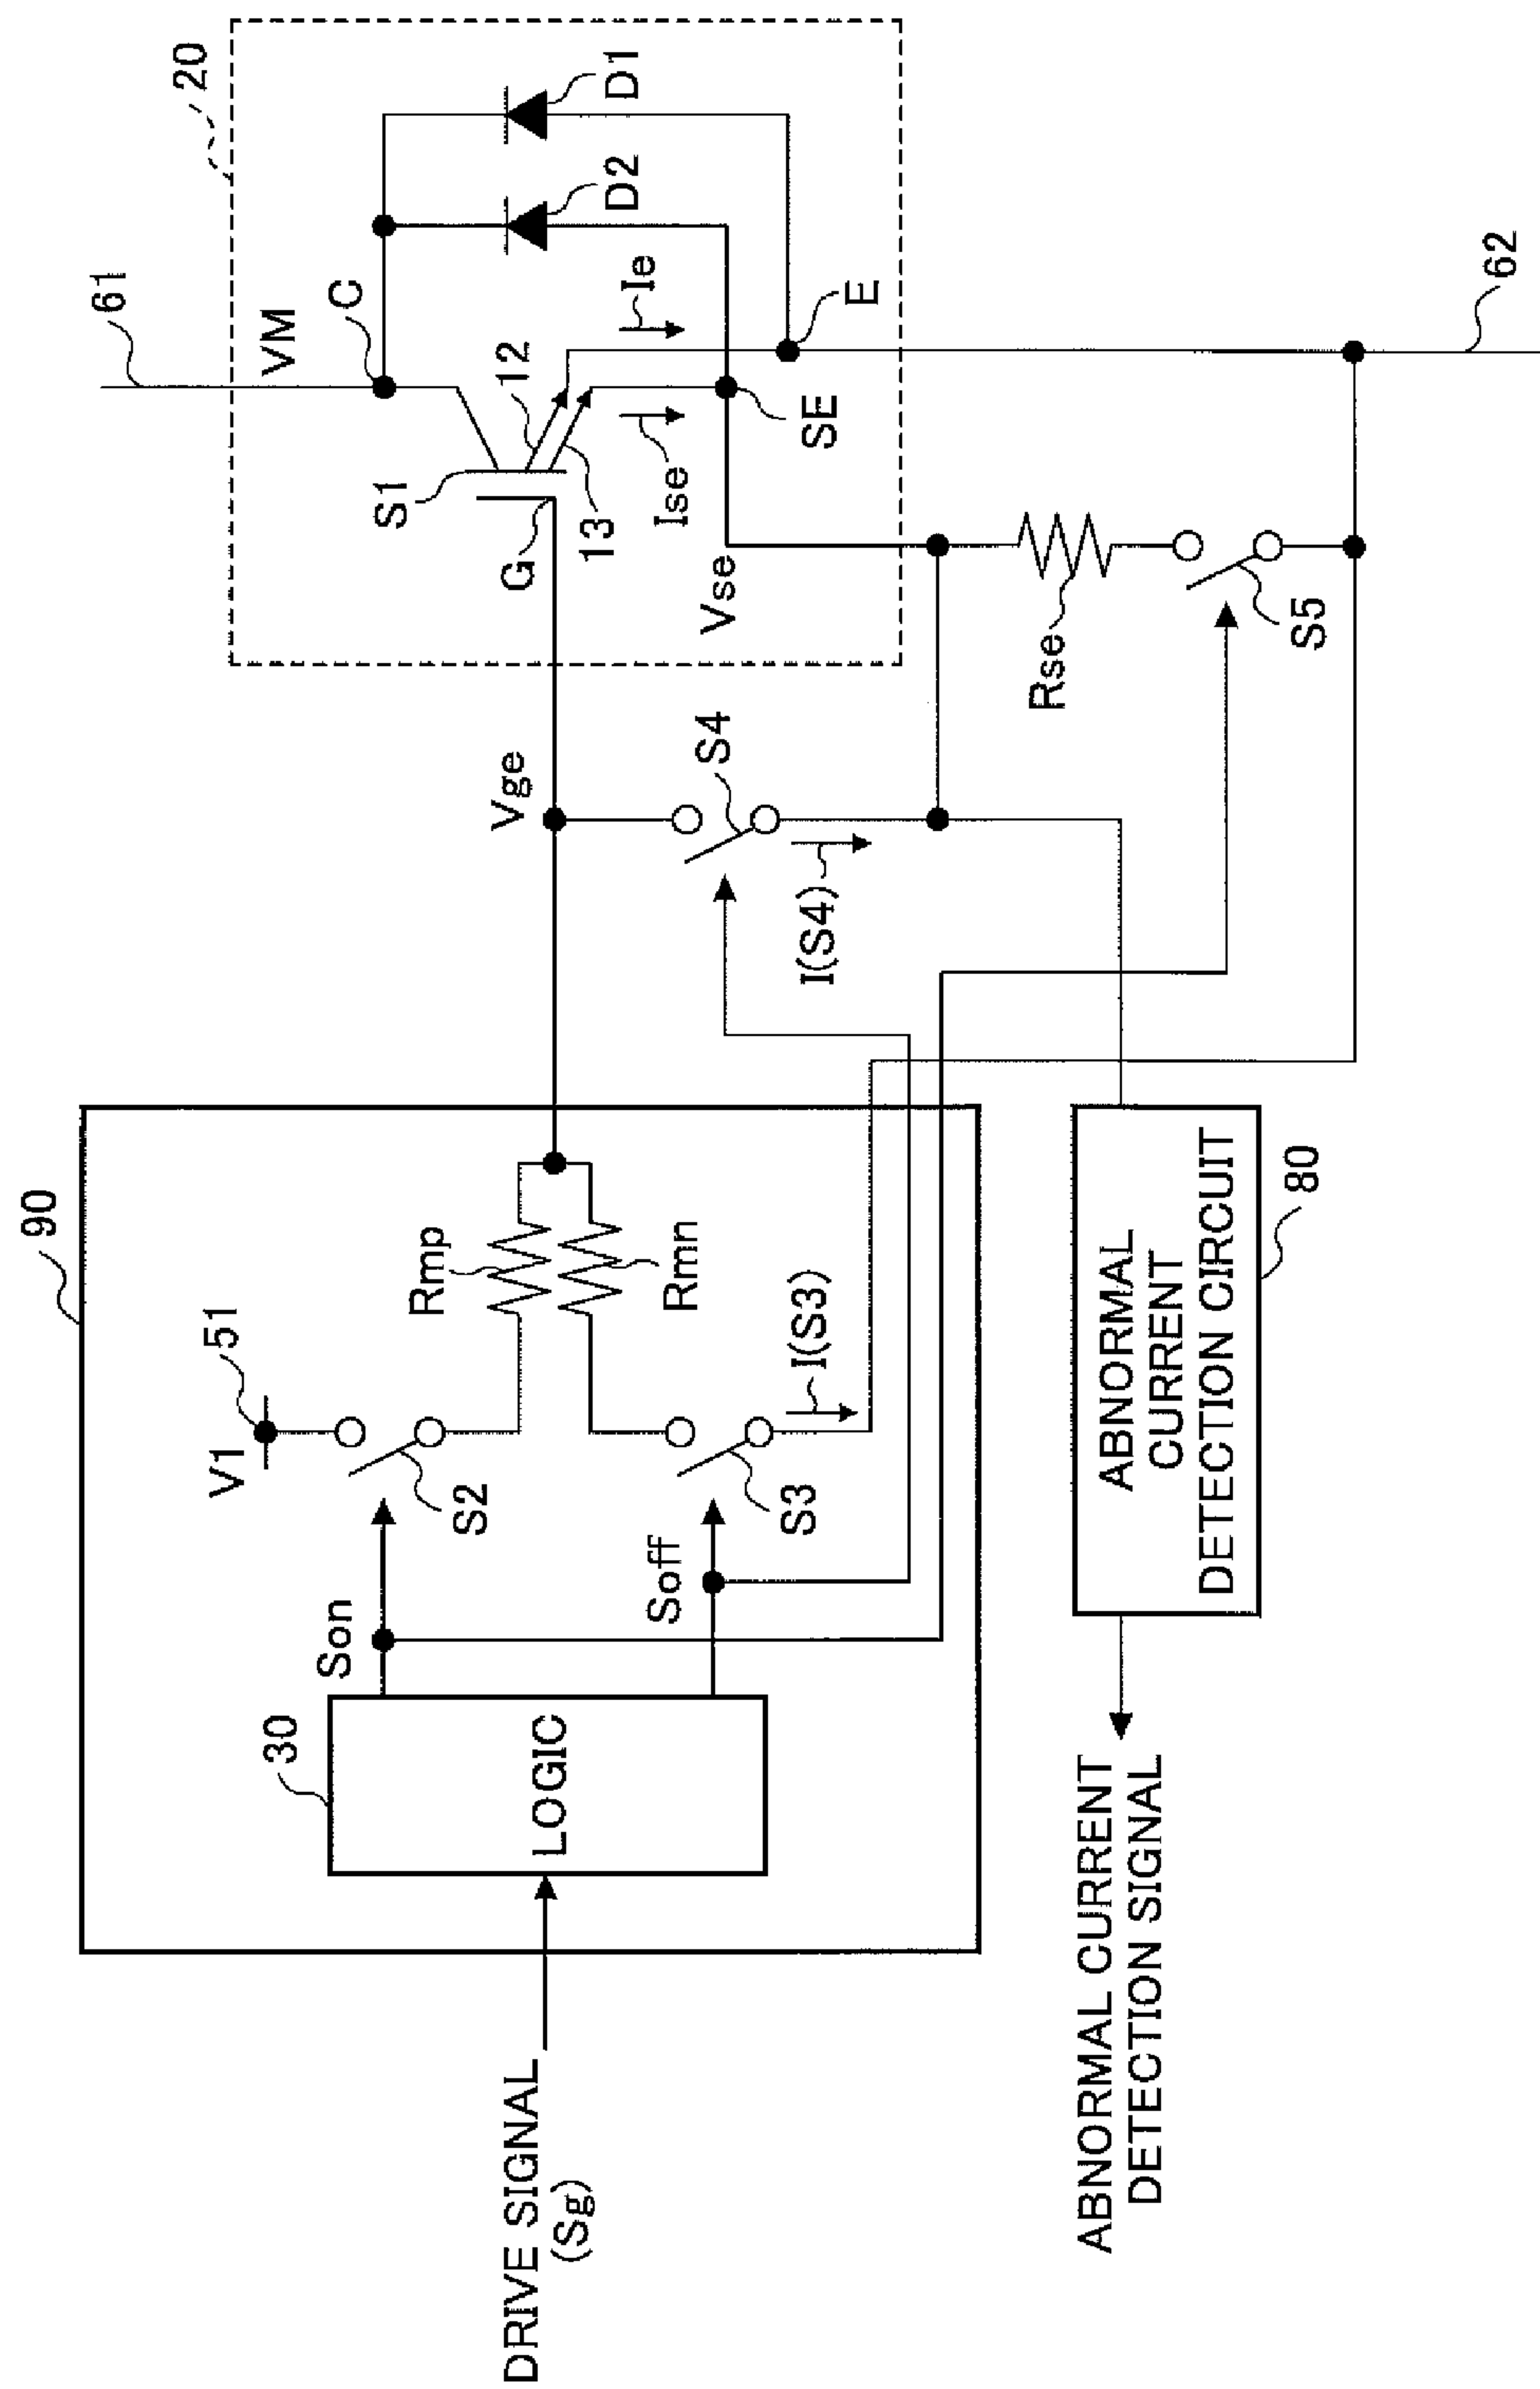 90
V1
51
Son
S2
Rmp
30
LOGIC
DRIVE SIGNAL
(Sg)
Soff
S3
Rmn
I(S3)
Vge
S4
I(S4)
20
61
VM
C
S1
G
12
13
Ise
Ie
D2
D1
SE
E
Vse
Rse
S5
62
ABNORMAL
CURRENT
DETECTION CIRCUIT
80
ABNORMAL CURRENT
DETECTION SIGNAL